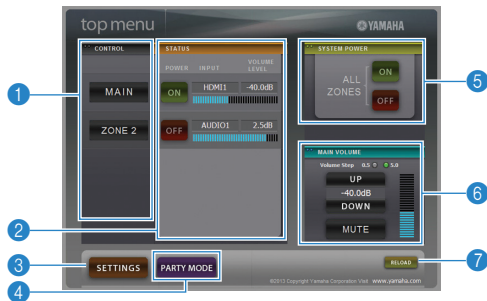 top menu
YAMAHA
CONTROL
MAIN
ZONE 2
STATUS
POWER INPUT VOLUME LEVEL
ON HDMI1 -40.0dB
OFF AUDIO1 2.5dB
SYSTEM POWER
ALL ZONES
ON
OFF
MAIN VOLUME
Volume Step 0.5 5.0
UP
-40.0dB
DOWN
MUTE
SETTINGS
PARTY MODE
RELOAD
©2013 Copyright Yamaha Corporation Visit www.yamaha.com
1
2
3
4
5
6
7